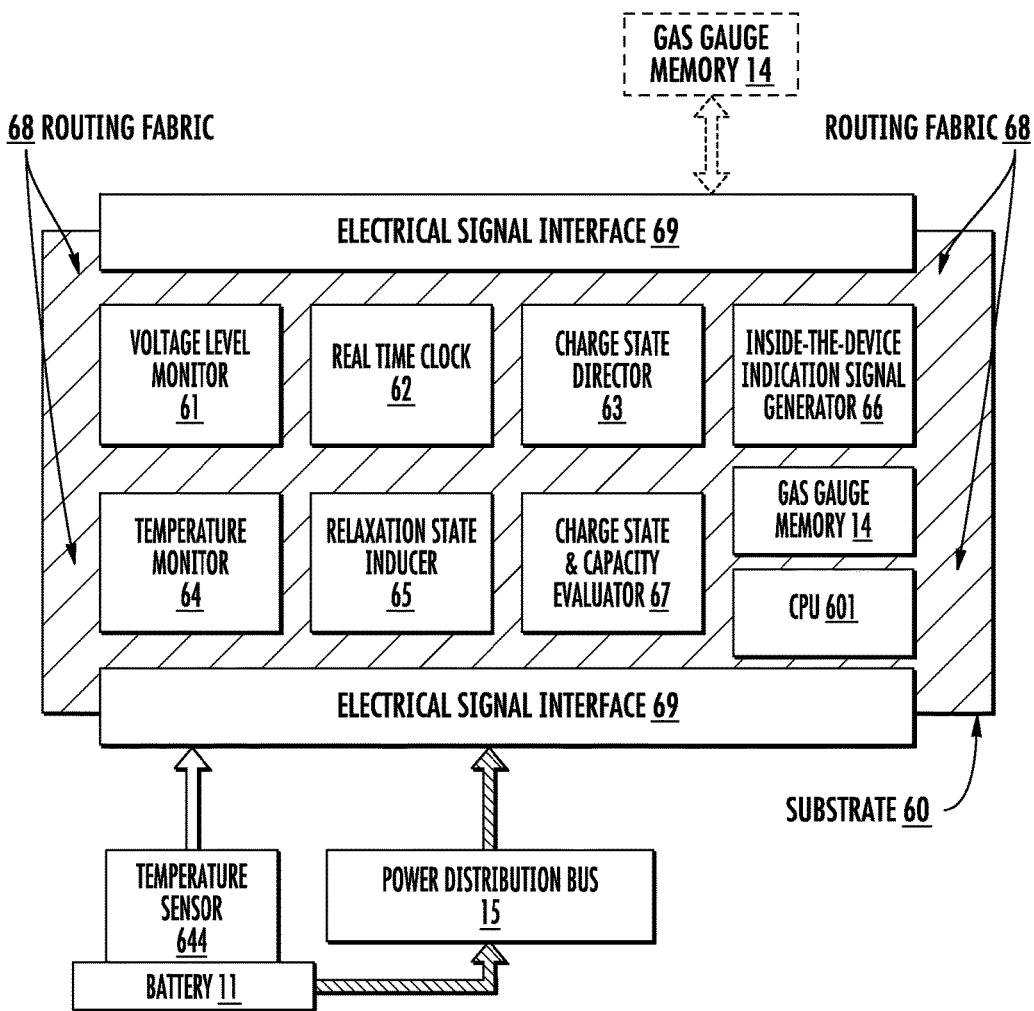 GAS GAUGE
MEMORY 14
68 ROUTING FABRIC
ROUTING FABRIC 68
ELECTRICAL SIGNAL INTERFACE 69
VOLTAGE LEVEL
MONITOR
61
REAL TIME CLOCK
62
CHARGE STATE
DIRECTOR
63
INSIDE-THE-DEVICE
INDICATION SIGNAL
GENERATOR 66
TEMPERATURE
MONITOR
64
RELAXATION STATE
INDUCER
65
CHARGE STATE
& CAPACITY
EVALUATOR 67
GAS GAUGE
MEMORY 14
CPU 601
ELECTRICAL SIGNAL INTERFACE 69
SUBSTRATE 60
TEMPERATURE
SENSOR
644
POWER DISTRIBUTION BUS
15
BATTERY 11